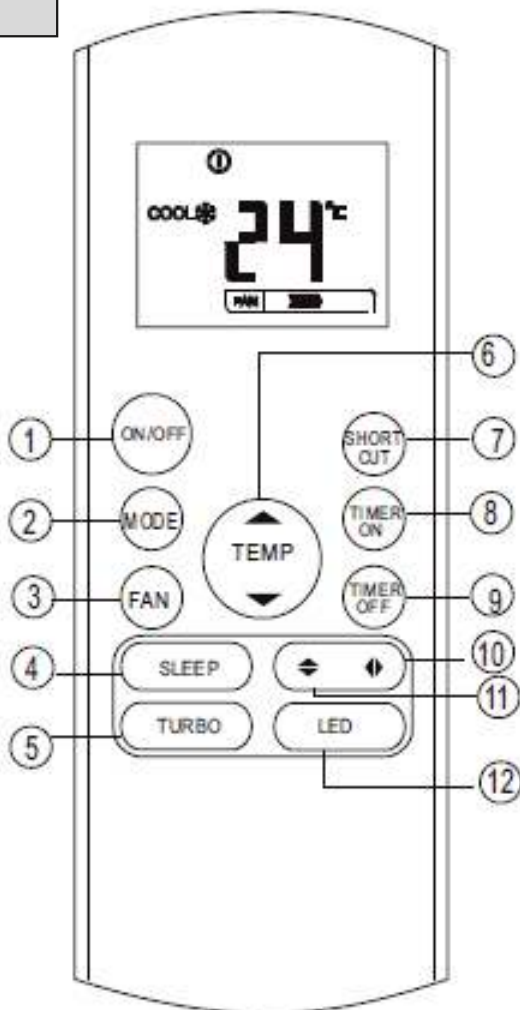 COOL
24 °C
FAN
6
1
ON/OFF
SHORT
CUT
7
2
MODE
TEMP
TIMER
ON
8
3
FAN
TIMER
OFF
9
4
SLEEP
10
11
5
TURBO
LED
12